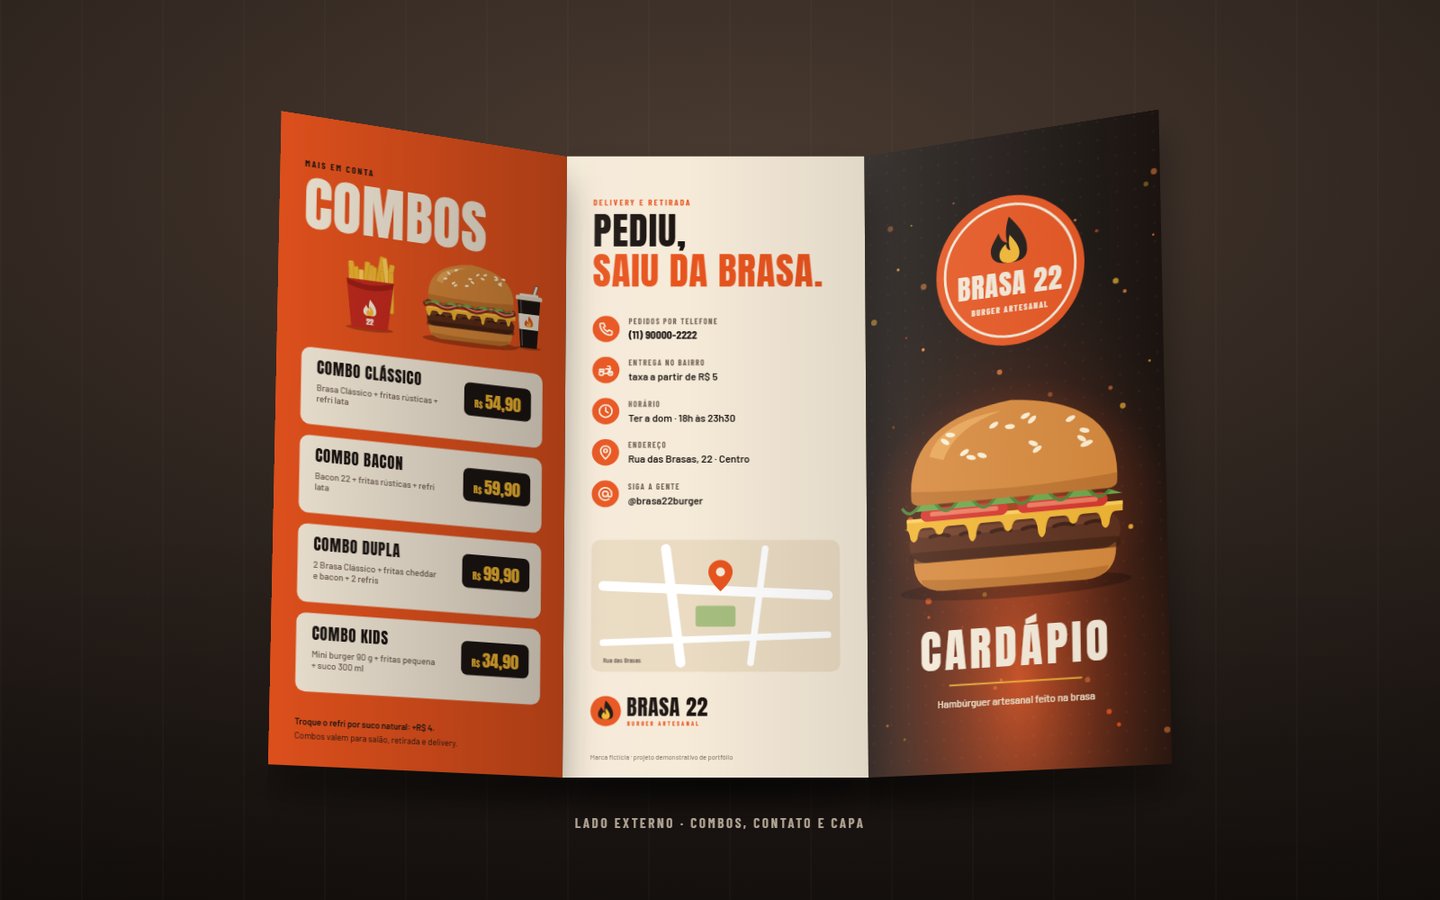 MAIS EM CONTA
COMBOS
22
COMBO CLÁSSICO
Brasa Clássico + fritas rústicas +
refri lata
R$ 54,90
COMBO BACON
Bacon 22 + fritas rústicas + refri
lata
R$ 59,90
COMBO DUPLA
2 Brasa Clássico + fritas cheddar
e bacon + 2 refris
R$ 99,90
COMBO KIDS
Mini burger 90 g + fritas pequena
+ suco 300 ml
R$ 34,90
Troque o refri por suco natural: +R$ 4.
Combos valem para salão, retirada e delivery.
DELIVERY E RETIRADA
PEDIU,
SAIU DA BRASA.
PEDIDOS POR TELEFONE
(11) 90000-2222
ENTREGA NO BAIRRO
taxa a partir de R$ 5
HORÁRIO
Ter a dom · 18h às 23h30
ENDEREÇO
Rua das Brasas, 22 · Centro
SIGA A GENTE
@brasa22burger
Rua das Brasas
BRASA 22
BURGER ARTESANAL
Marca fictícia · projeto demonstrativo de portfólio
BRASA 22
BURGER ARTESANAL
CARDÁPIO
Hambúrguer artesanal feito na brasa
LADO EXTERNO · COMBOS, CONTATO E CAPA